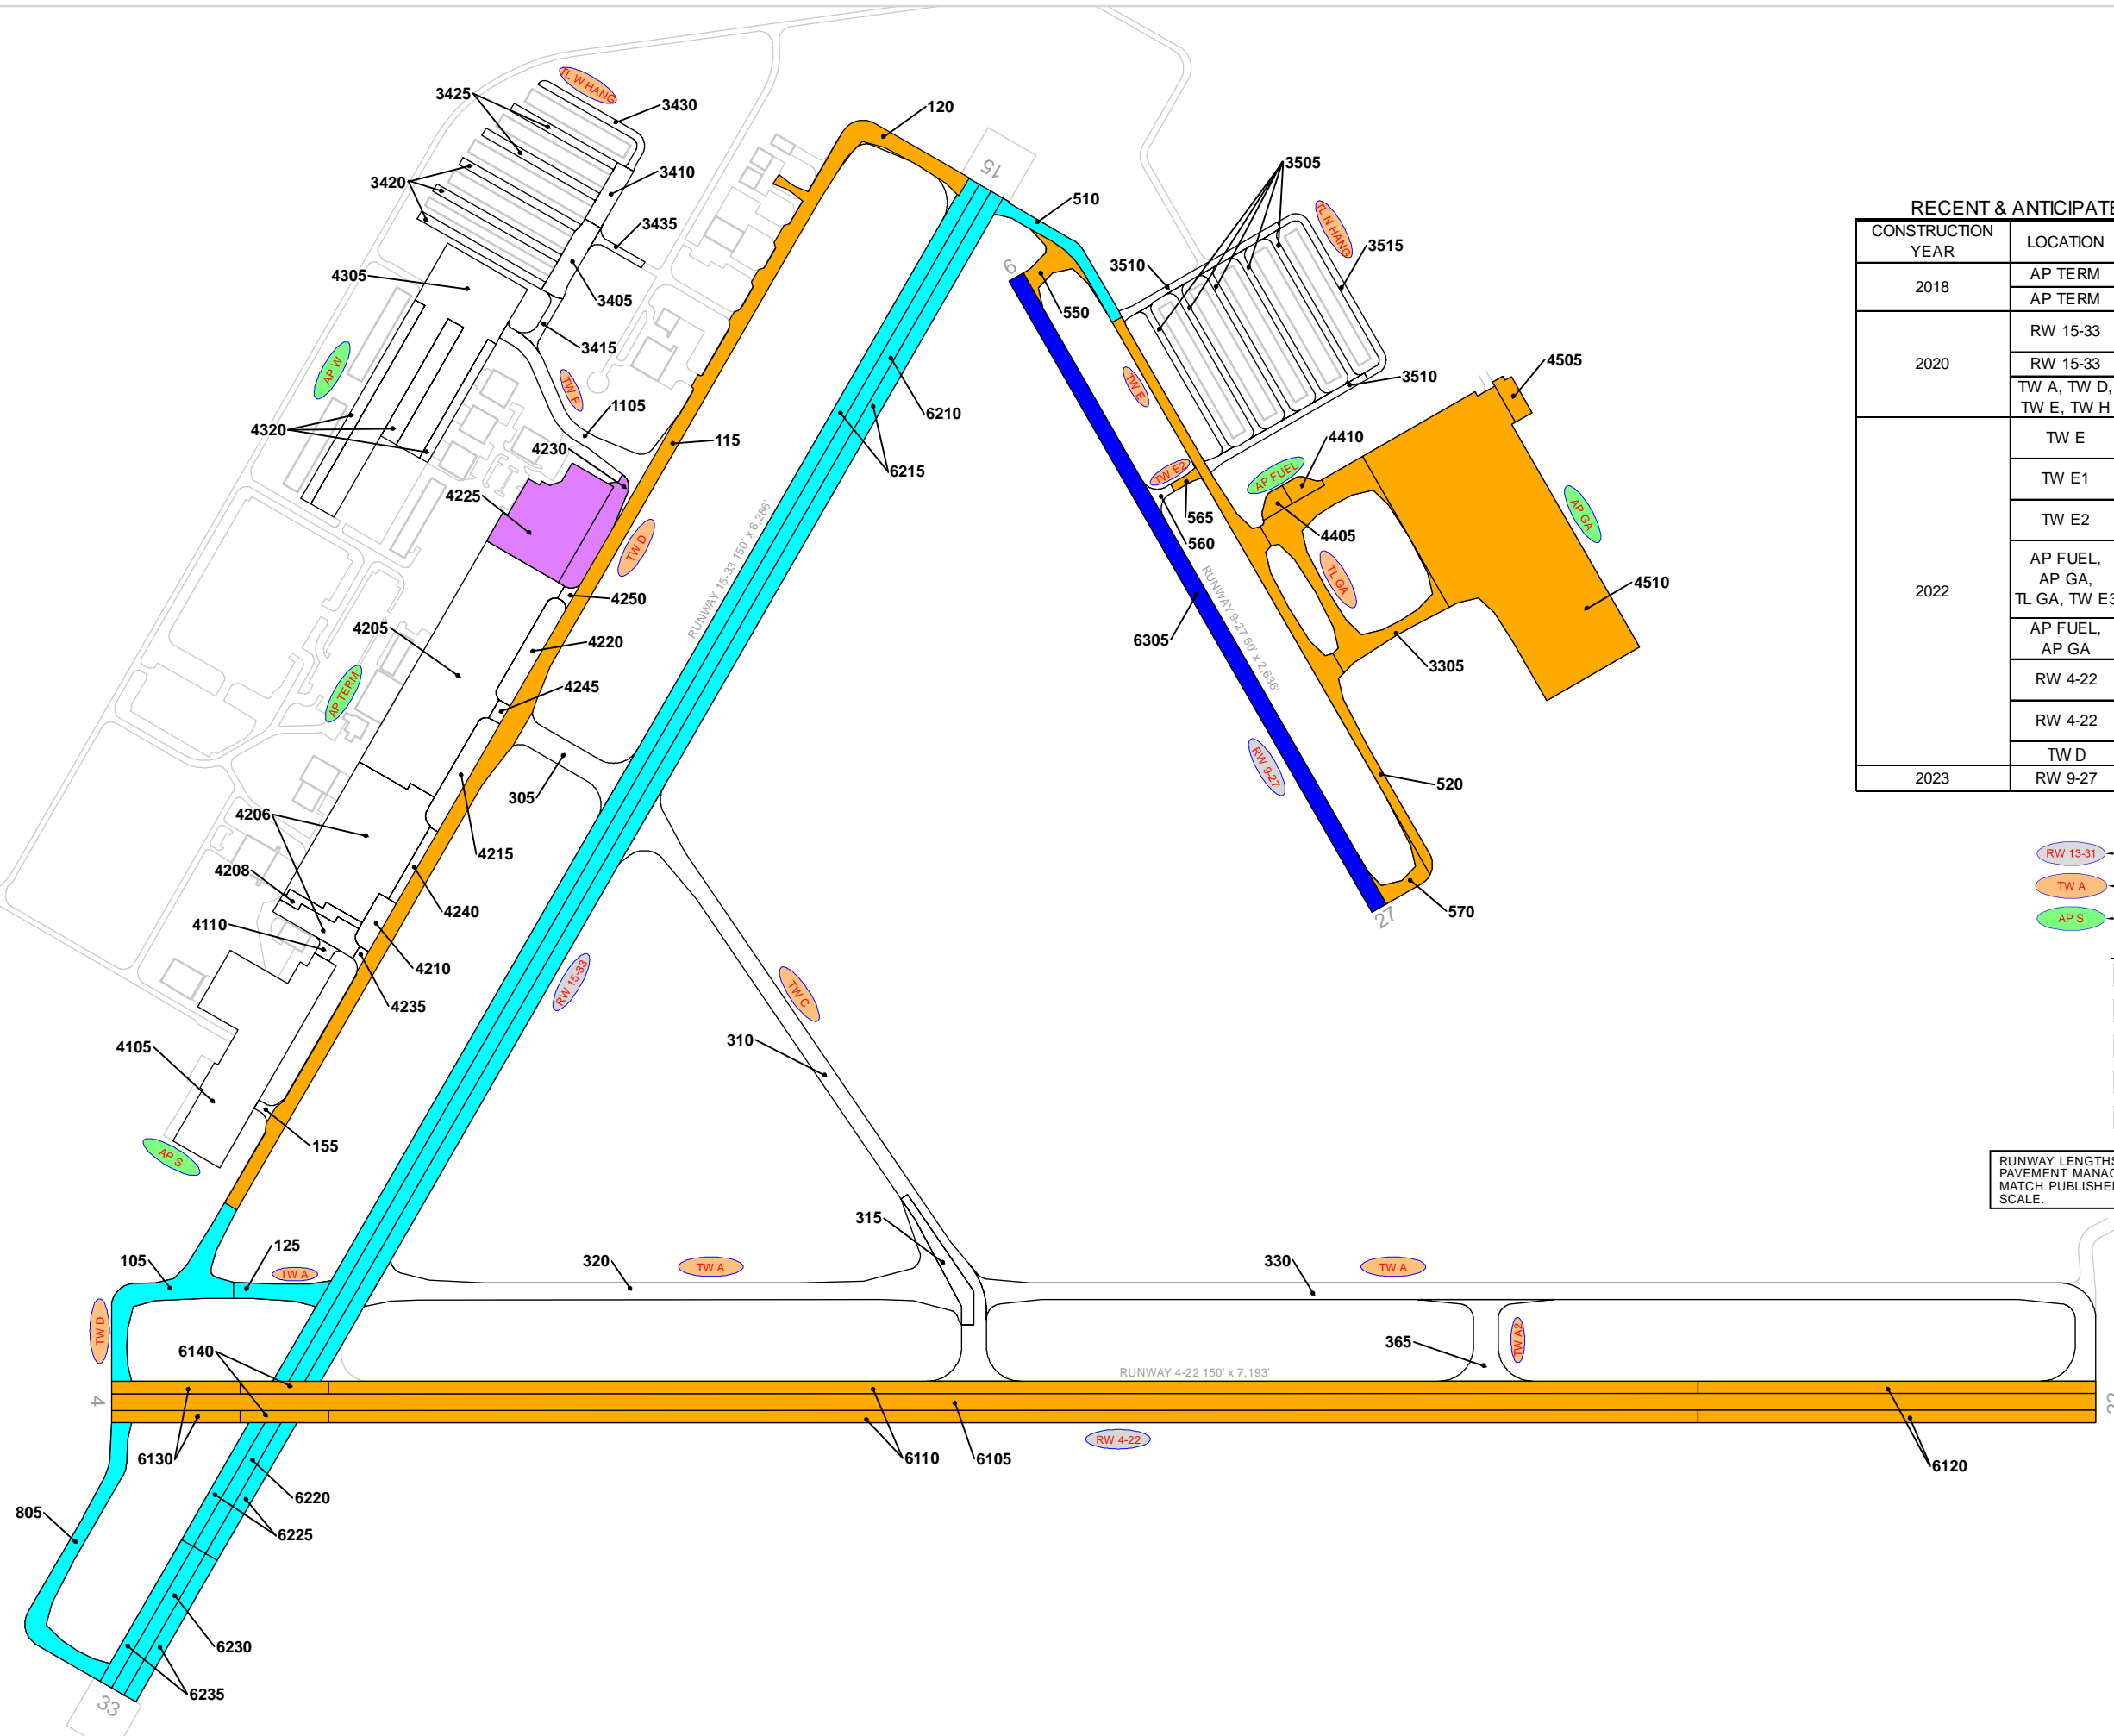 TL W HANG
3425
3430
120
15
3410
3505
3420
510
TL N HANG
3435
3515
4305
9
3510
3405
550
3415
AP W
4505
TW F
TW E
3510
1105
6210
115
4320
4410
4230
6215
TW E2
AP FUEL
4225
565
AP GA
560
4405
TW D
RUNWAY 15-33 150' x 6,286'
4250
TL GA
4510
RUNWAY 9-27 60' x 2,636'
4205
4220
6305
3305
4245
AP TERM
RW 9-27
520
305
4206
4215
4208
4240
570
27
4110
4210
4235
RW 15-33
TW C
4105
310
155
AP S
315
125
105
TW A
320
TW A
330
TW A
TW D
6140
365
TW A2
RUNWAY 4-22 150' x 7,193'
4
6130
6110
6105
RW 4-22
6120
6220
805
6225
6230
6235
33
RECENT & ANTICIPATE
CONSTRUCTION
YEAR
LOCATION
2018
AP TERM
AP TERM
2020
RW 15-33
RW 15-33
TW A, TW D,
TW E, TW H
2022
TW E
TW E1
TW E2
AP FUEL,
AP GA,
TL GA, TW E3
AP FUEL,
AP GA
RW 4-22
RW 4-22
TW D
2023
RW 9-27
RW 13-31
TW A
AP S
RUNWAY LENGTHS
PAVEMENT MANAG
MATCH PUBLISHE
SCALE.